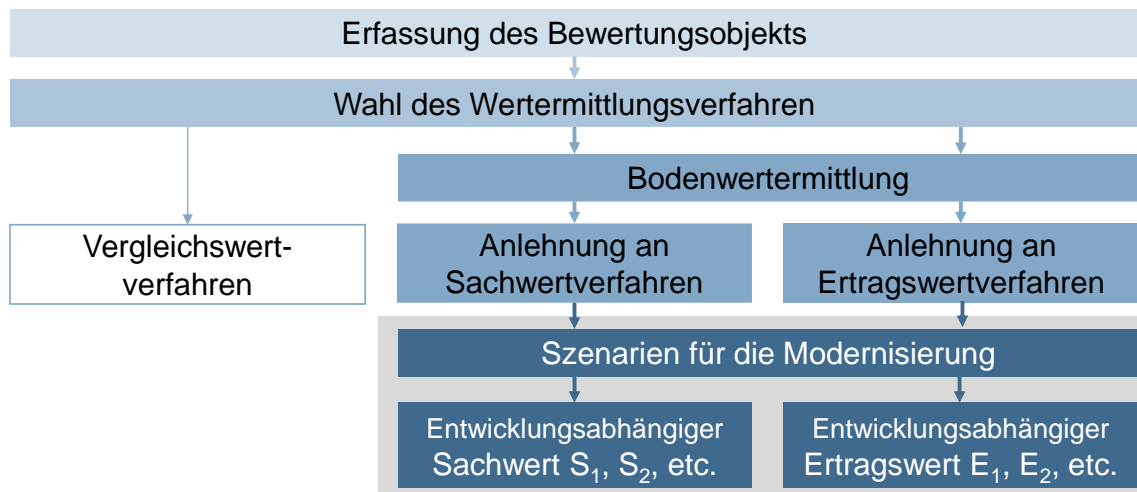 Erfassung des Bewertungsobjekts
Wahl des Wertermittlungsverfahren
Bodenwertermittlung
Vergleichswert-
verfahren
Anlehnung an
Sachwertverfahren
Anlehnung an
Ertragswertverfahren
Szenarien für die Modernisierung
Entwicklungsabhängiger
Sachwert S₁, S₂, etc.
Entwicklungsabhängiger
Ertragswert E₁, E₂, etc.